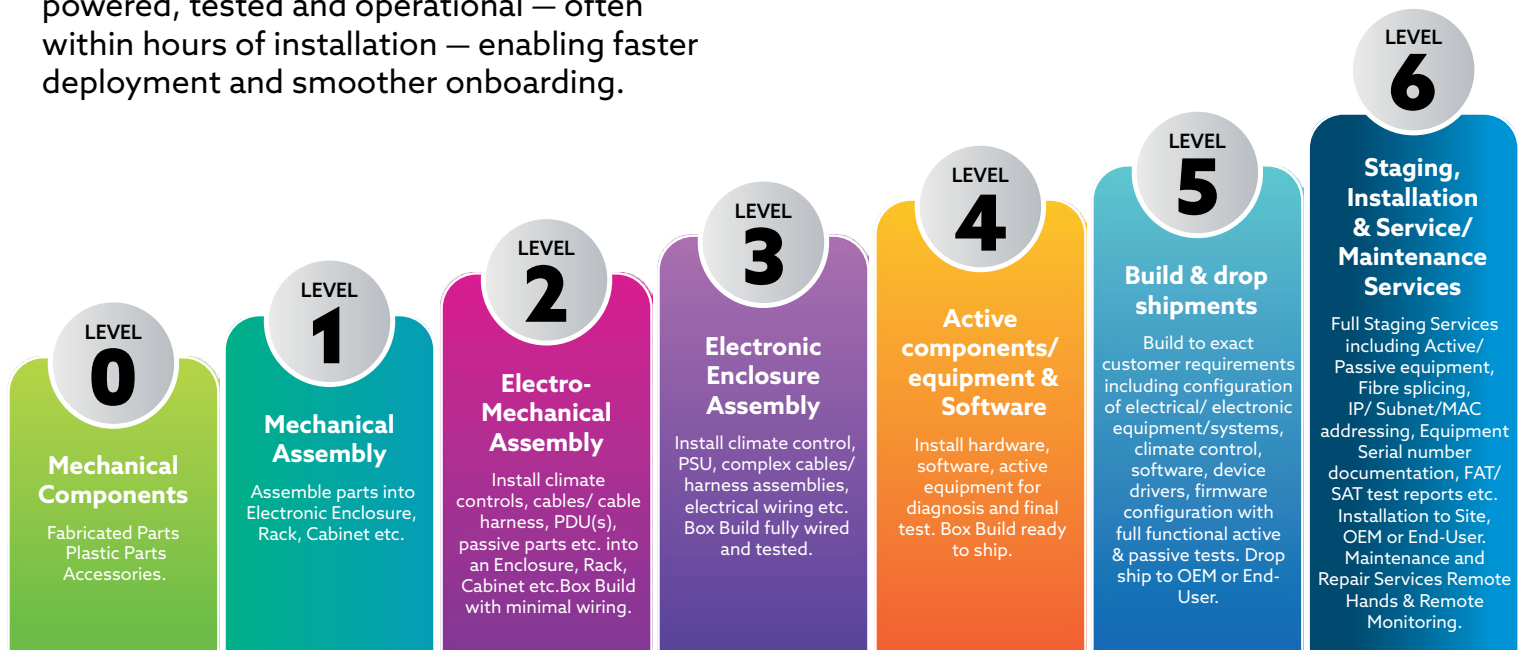 powered, tested and operational — often
within hours of installation — enabling faster
deployment and smoother onboarding.
LEVEL
0
Mechanical
Components
Fabricated Parts
Plastic Parts
Accessories.
LEVEL
1
Mechanical
Assembly
Assemble parts into
Electronic Enclosure,
Rack, Cabinet etc.
LEVEL
2
Electro-
Mechanical
Assembly
Install climate
controls, cables/ cable
harness, PDU(s),
passive parts etc. into
an Enclosure, Rack,
Cabinet etc.Box Build
with minimal wiring.
LEVEL
3
Electronic
Enclosure
Assembly
Install climate control,
PSU, complex cables/
harness assemblies,
electrical wiring etc.
Box Build fully wired
and tested.
LEVEL
4
Active
components/
equipment &
Software
Install hardware,
software, active
equipment for
diagnosis and final
test. Box Build ready
to ship.
LEVEL
5
Build & drop
shipments
Build to exact
customer requirements
including configuration
of electrical/ electronic
equipment/systems,
climate control,
software, device
drivers, firmware
configuration with
full functional active
& passive tests. Drop
ship to OEM or End-
User.
LEVEL
6
Staging,
Installation
& Service/
Maintenance
Services
Full Staging Services
including Active/
Passive equipment,
Fibre splicing,
IP/ Subnet/MAC
addressing, Equipment
Serial number
documentation, FAT/
SAT test reports etc.
Installation to Site,
OEM or End-User.
Maintenance and
Repair Services Remote
Hands & Remote
Monitoring.